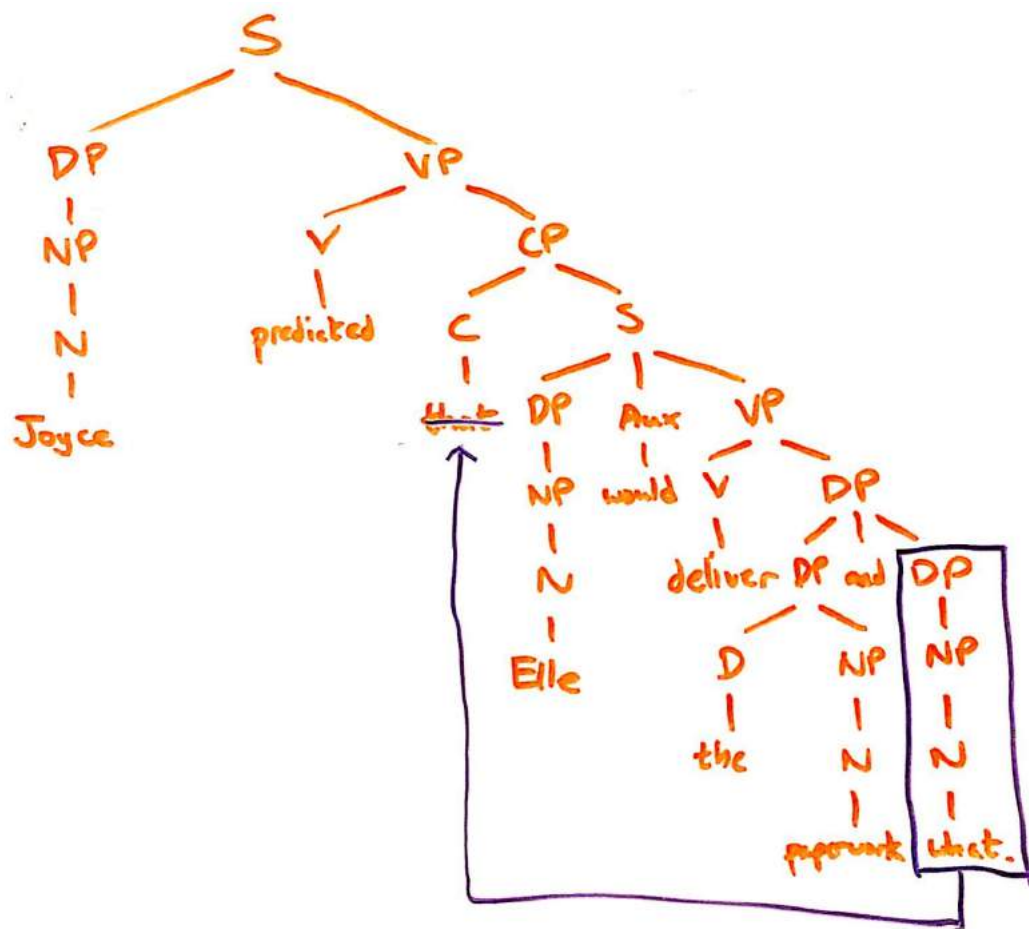 S
DP VP
NP V CP
N predicted C S
Joyce that DP Aux VP
NP would V DP
N deliver DP and DP
Elle D NP NP
the N N
paperwork what.